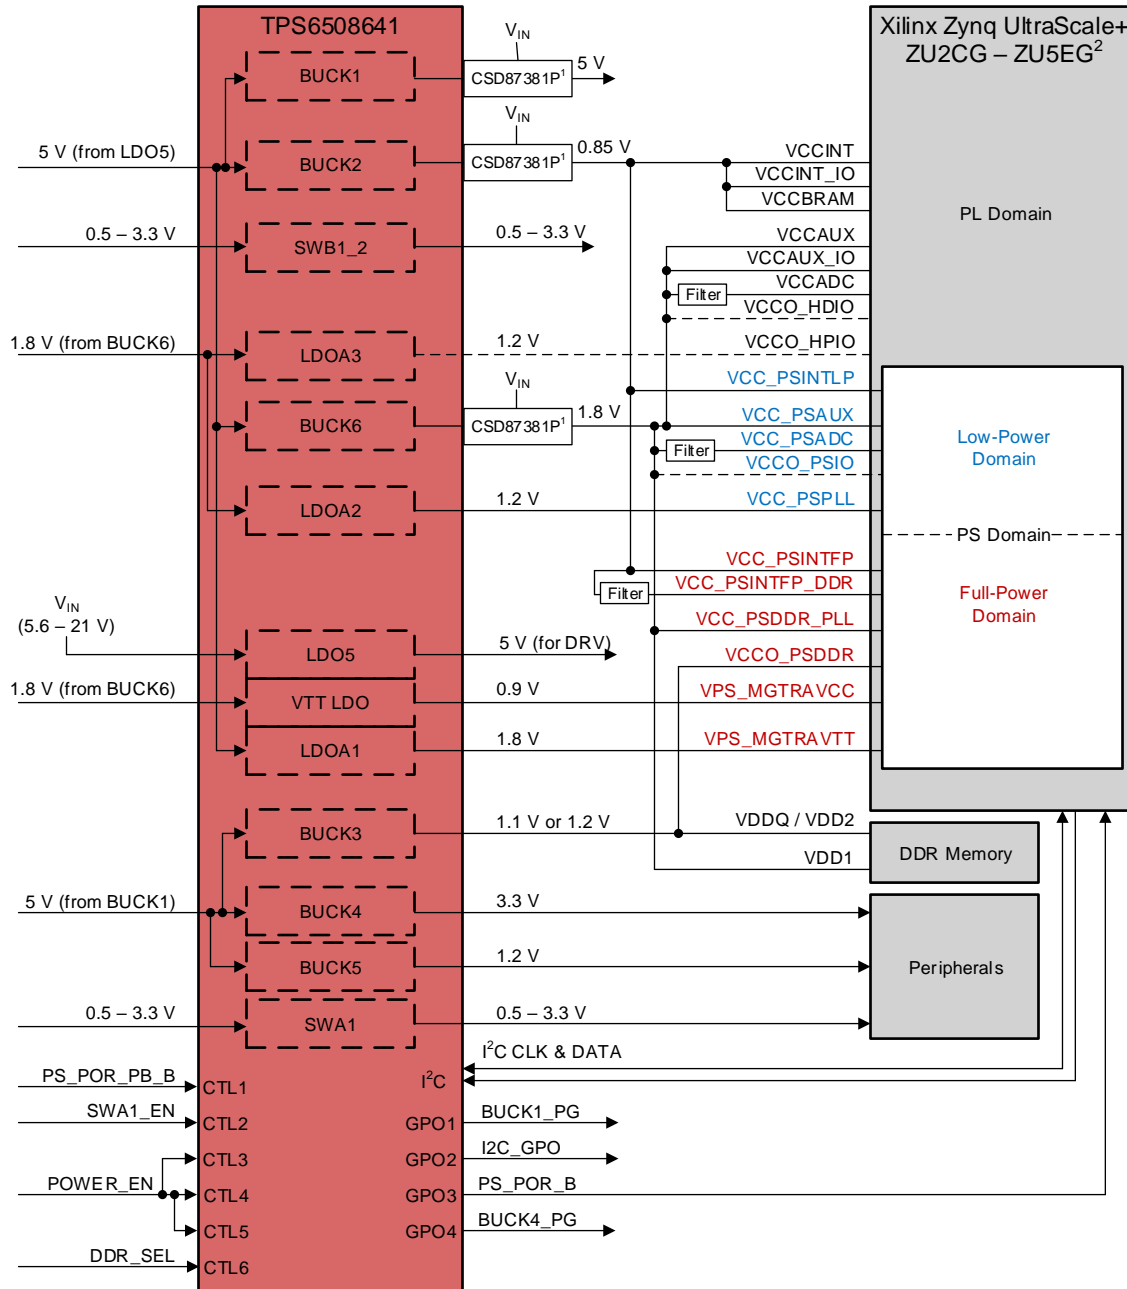 TPS6508641
Xilinx Zynq UltraScale+
ZU2CG – ZU5EG²
V_IN
BUCK1
CSD87381P¹
5 V
V_IN
5 V (from LDO5)
BUCK2
CSD87381P¹
0.85 V
VCCINT
VCCINT_IO
VCCBRAM
PL Domain
0.5 – 3.3 V
SWB1_2
0.5 – 3.3 V
VCCAUX
VCCAUX_IO
VCCADC
Filter
VCCO_HDIO
1.8 V (from BUCK6)
LDOA3
1.2 V
VCCO_HPIO
V_IN
VCC_PSINTLP
BUCK6
CSD87381P¹
1.8 V
VCC_PSAUX
VCC_PSADC
Filter
VCCO_PSIO
Low-Power
Domain
LDOA2
1.2 V
VCC_PSPLL
PS Domain
VCC_PSINTFP
Filter
VCC_PSINTFP_DDR
Full-Power
Domain
V_IN
(5.6 – 21 V)
VCC_PSDDR_PLL
LDO5
5 V (for DRV)
VCCO_PSDDR
1.8 V (from BUCK6)
VTT LDO
0.9 V
VPS_MGTRAVCC
LDOA1
1.8 V
VPS_MGTRAVTT
BUCK3
1.1 V or 1.2 V
VDDQ / VDD2
VDD1
DDR Memory
5 V (from BUCK1)
BUCK4
3.3 V
BUCK5
1.2 V
Peripherals
0.5 – 3.3 V
SWA1
0.5 – 3.3 V
I²C CLK & DATA
PS_POR_PB_B
CTL1
I²C
SWA1_EN
CTL2
GPO1
BUCK1_PG
CTL3
GPO2
I2C_GPO
POWER_EN
CTL4
GPO3
PS_POR_B
CTL5
GPO4
BUCK4_PG
DDR_SEL
CTL6